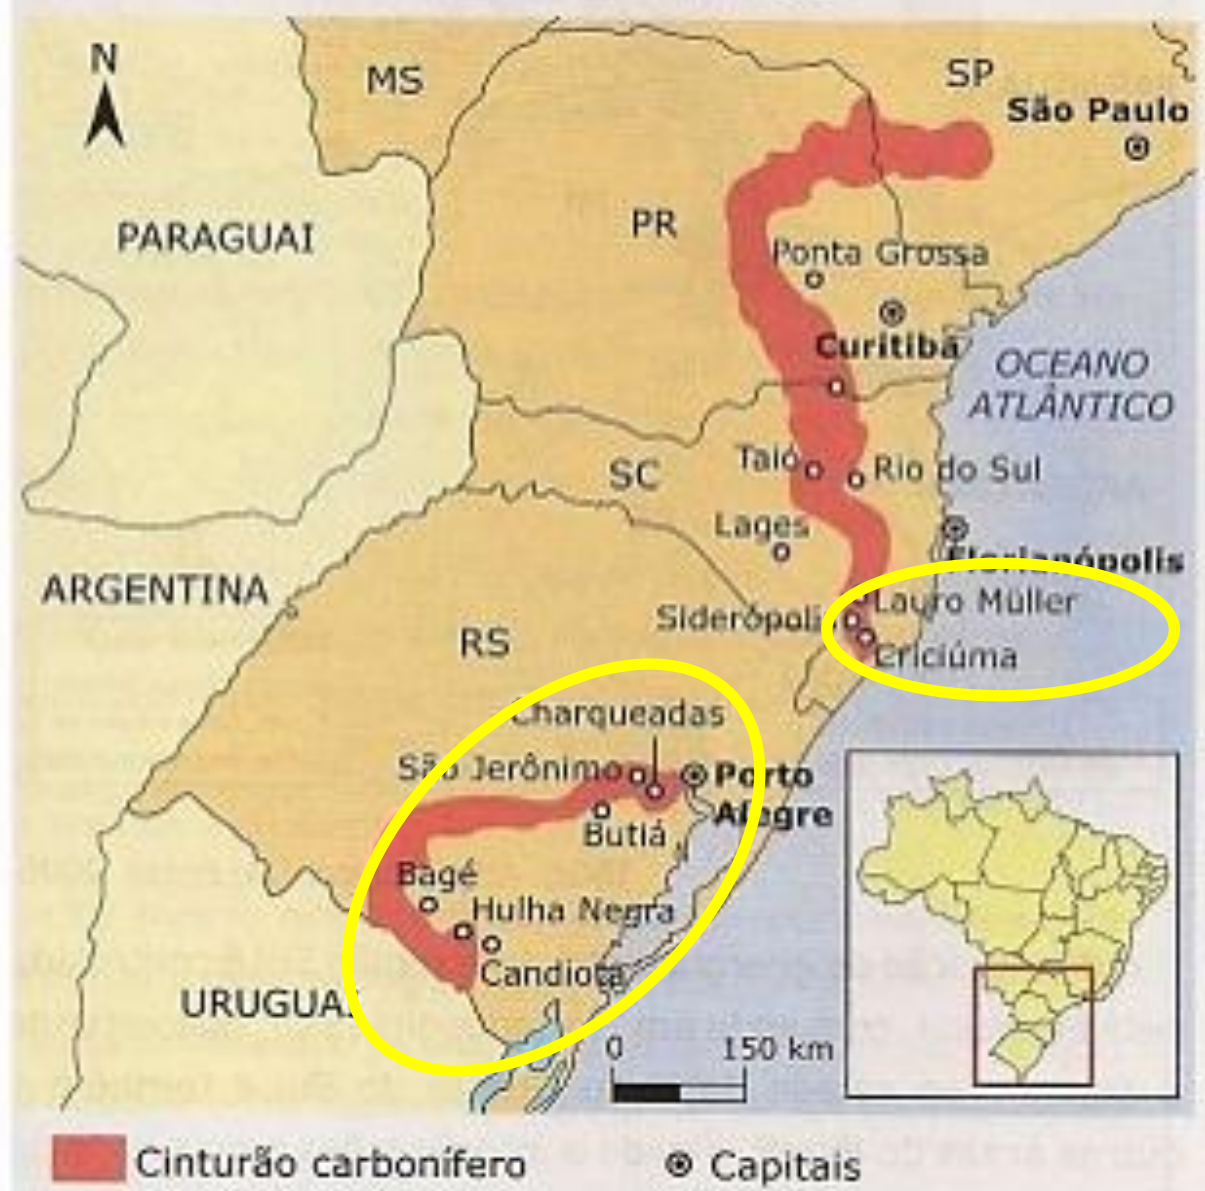 N
MS
SP
São Paulo
PARAGUAI
PR
Ponta Grossa
Curitiba
OCEANO
ATLÂNTICO
Taió
Rio do Sul
SC
Lages
Florianópolis
ARGENTINA
Lauro Müller
Siderópolis
Criciúma
RS
Charqueadas
São Jerônimo
Porto
Alegre
Butiá
Bagé
Hulha Negra
Candiota
URUGUAI
0 150 km
Cinturão carbonífero
Capitais